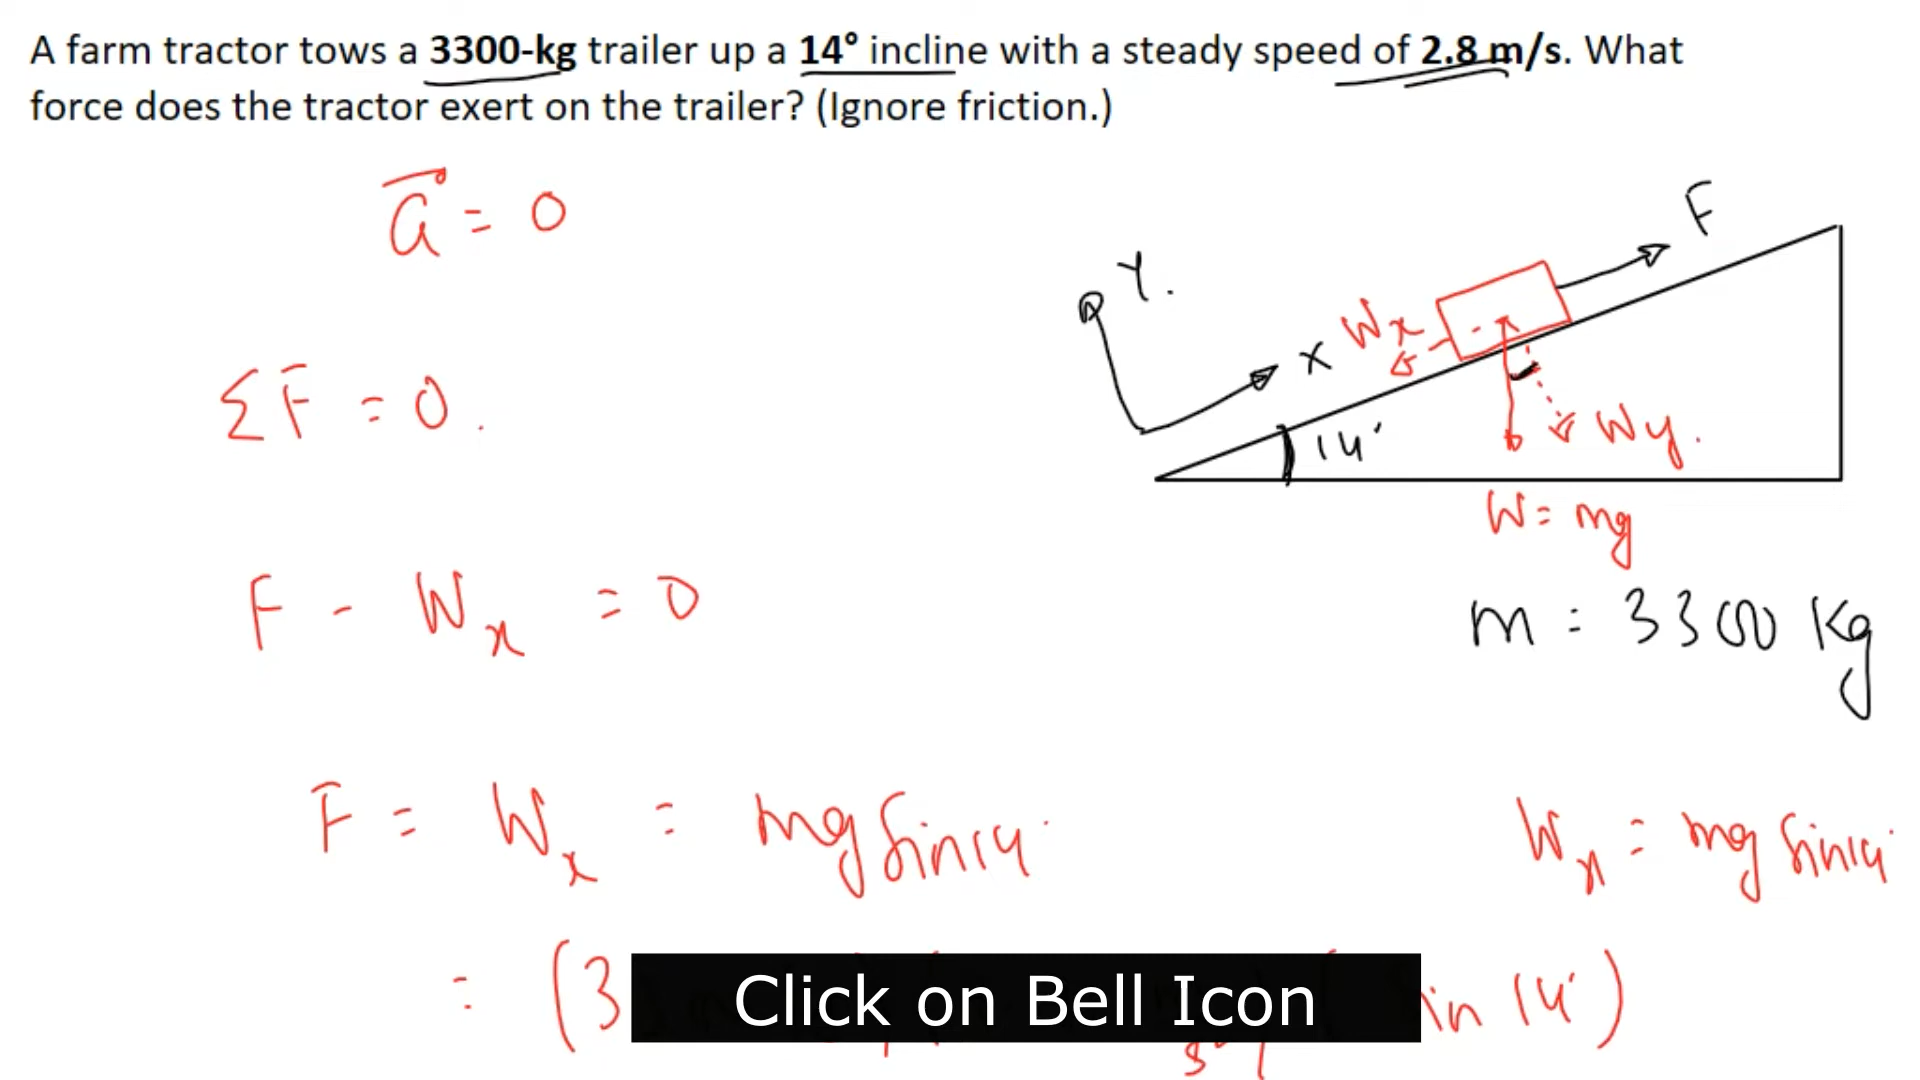 A farm tractor tows a 3300-kg trailer up a 14° incline with a steady speed of 2.8 m/s. What
force does the tractor exert on the trailer? (Ignore friction.)
a = 0
F
Y.
X
Wx
ΣF = 0.
14°
Wy.
W = mg
F - Wx = 0
m = 3300 Kg
F = Wx = mg sin14°
Wx = mg sin14°
= (3
in 14°)
Click on Bell Icon